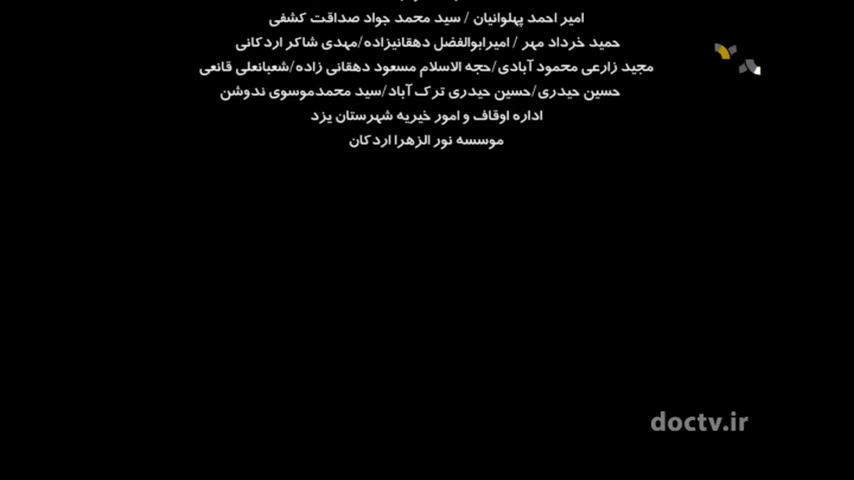 امیر احمد پهلوانیان / سید محمد جواد صداقت کشفی
حمید خرداد مهر / امیرابوالفضل دهقانیزاده/مهدی شاکر اردکانی
مجید زارعی محمود آبادی/حجه الاسلام مسعود دهقانی زاده/شعبانعلی قانعی
حسین حیدری/حسین حیدری ترک آباد/سید محمدموسوی ندوشن
اداره اوقاف و امور خیریه شهرستان یزد
موسسه نور الزهرا اردکان
doctv.ir